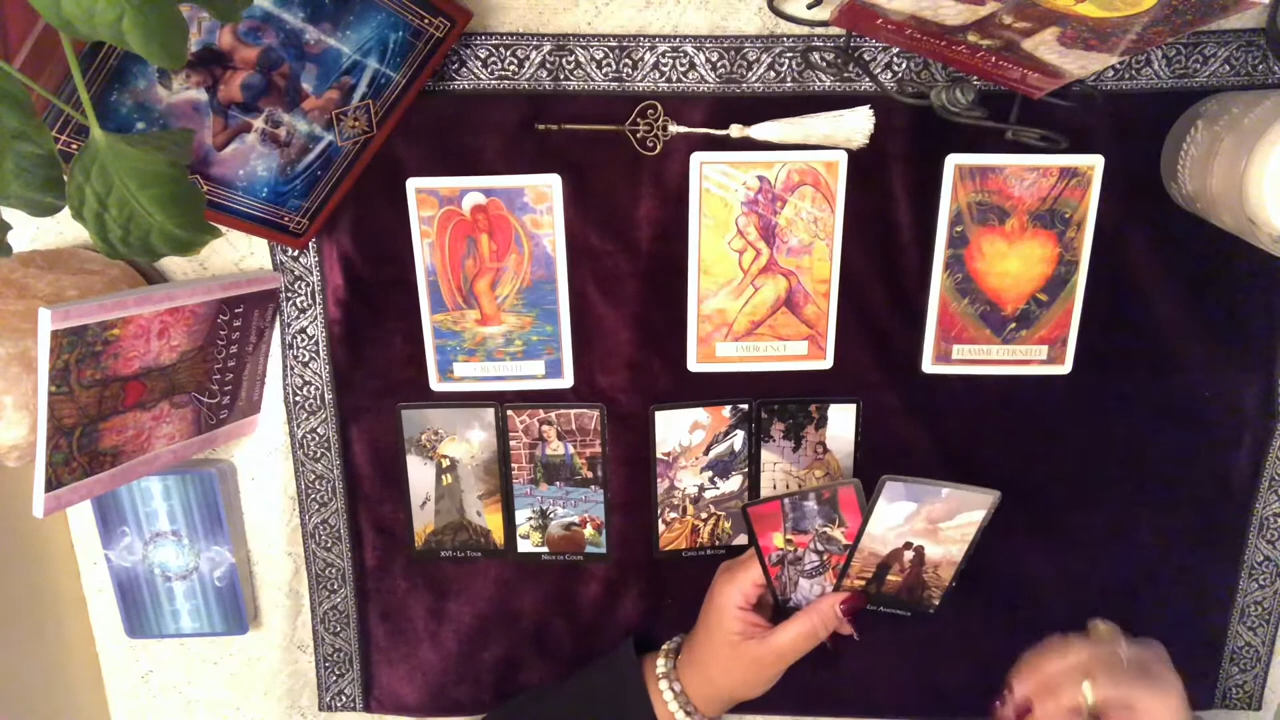 Le Tarot de l'Amour
CRÉATIVITÉ
ÉMERGENCE
FLAMME ÉTERNELLE
Amour
UNIVERSEL
XVI • La Tour
Neuf de Coupe
Cinq de Bâton
Les Amoureux